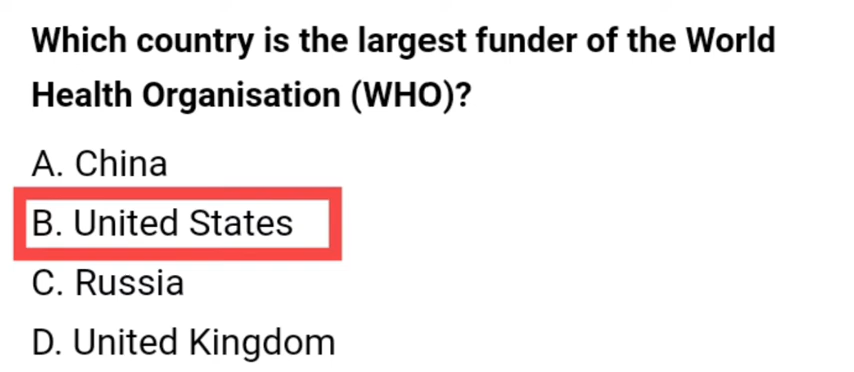 Which country is the largest funder of the World
Health Organisation (WHO)?
A. China
B. United States
C. Russia
D. United Kingdom